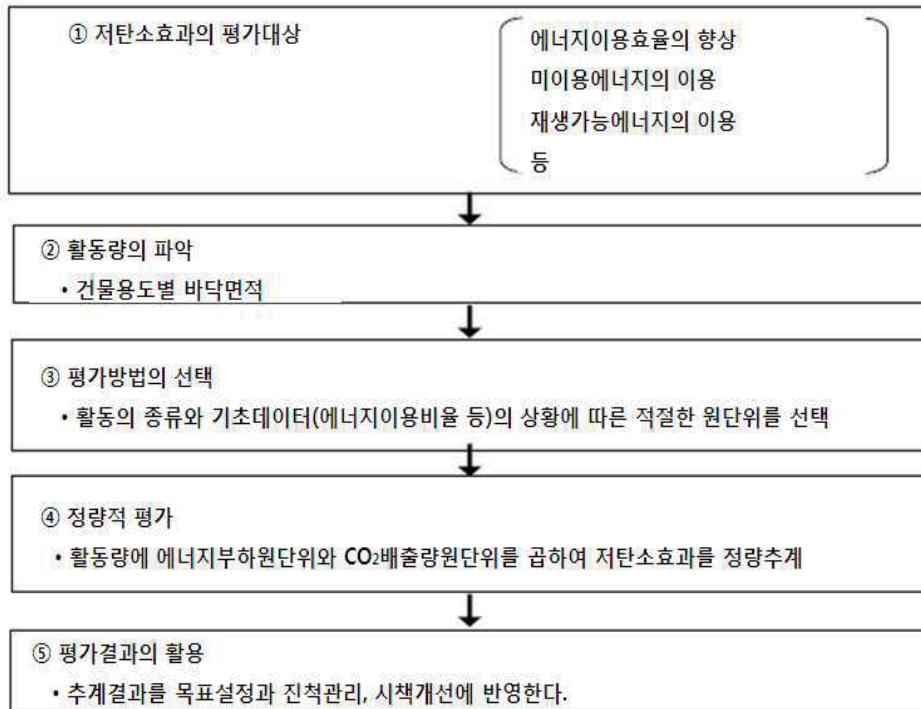 ① 저탄소효과의 평가대상
에너지이용효율의 향상
미이용에너지의 이용
재생가능에너지의 이용
등
② 활동량의 파악
• 건물용도별 바닥면적
③ 평가방법의 선택
• 활동의 종류와 기초데이터(에너지이용비율 등)의 상황에 따른 적절한 원단위를 선택
④ 정량적 평가
• 활동량에 에너지부하원단위와 CO₂배출량원단위를 곱하여 저탄소효과를 정량추계
⑤ 평가결과의 활용
• 추계결과를 목표설정과 진척관리, 시책개선에 반영한다.